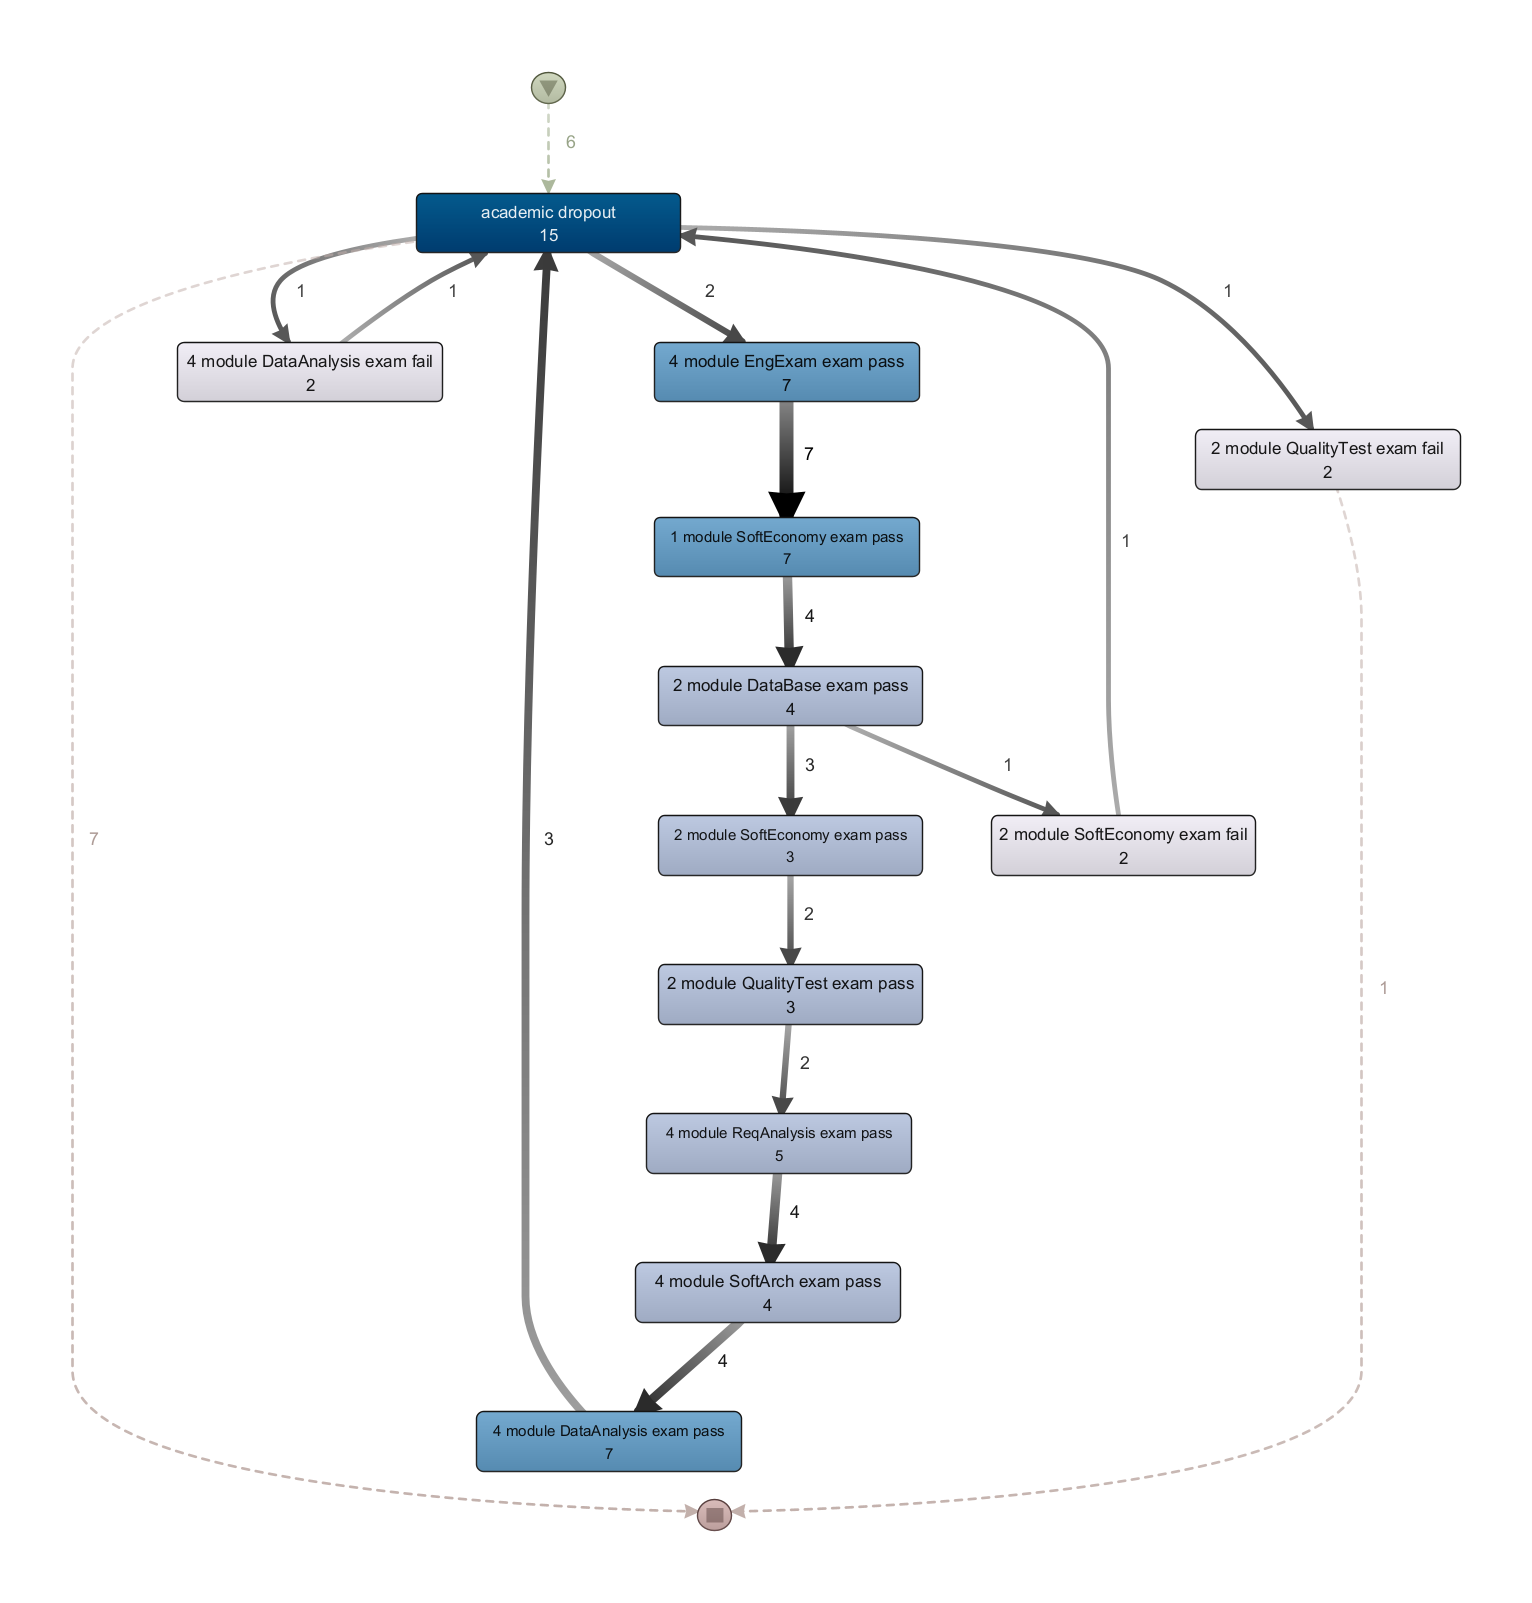 6
academic dropout
15
1
1
2
1
4 module DataAnalysis exam fail
2
4 module EngExam exam pass
7
2 module QualityTest exam fail
2
7
1 module SoftEconomy exam pass
7
1
4
2 module DataBase exam pass
4
3
1
7
3
2 module SoftEconomy exam pass
3
2 module SoftEconomy exam fail
2
2
2 module QualityTest exam pass
3
1
2
4 module ReqAnalysis exam pass
5
4
4 module SoftArch exam pass
4
4
4 module DataAnalysis exam pass
7